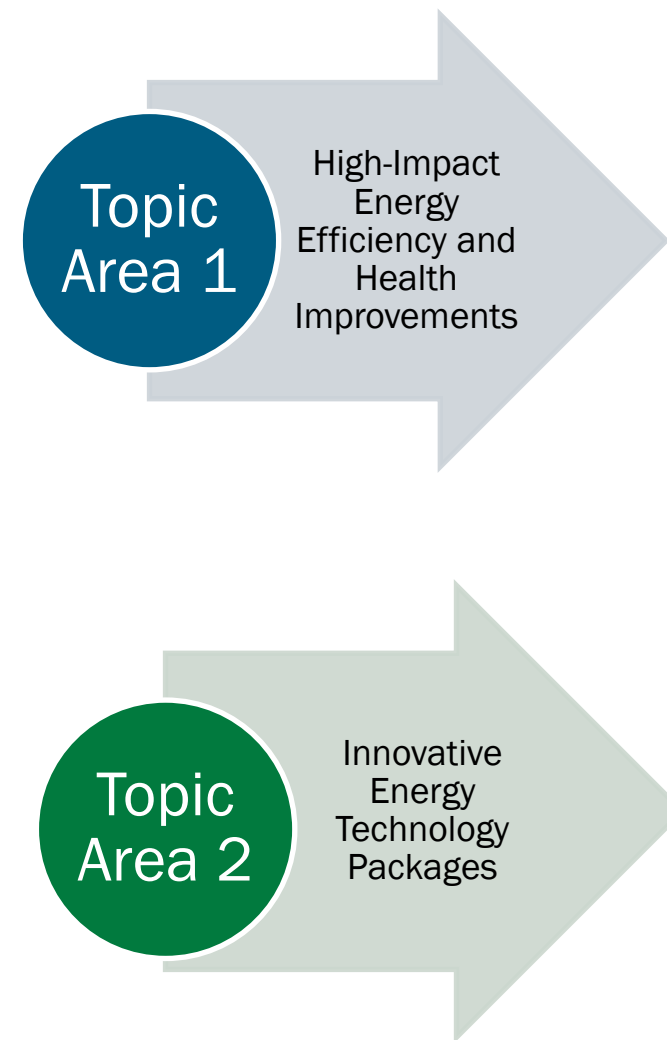 Topic
Area 1
High-Impact
Energy
Efficiency and
Health
Improvements
Topic
Area 2
Innovative
Energy
Technology
Packages